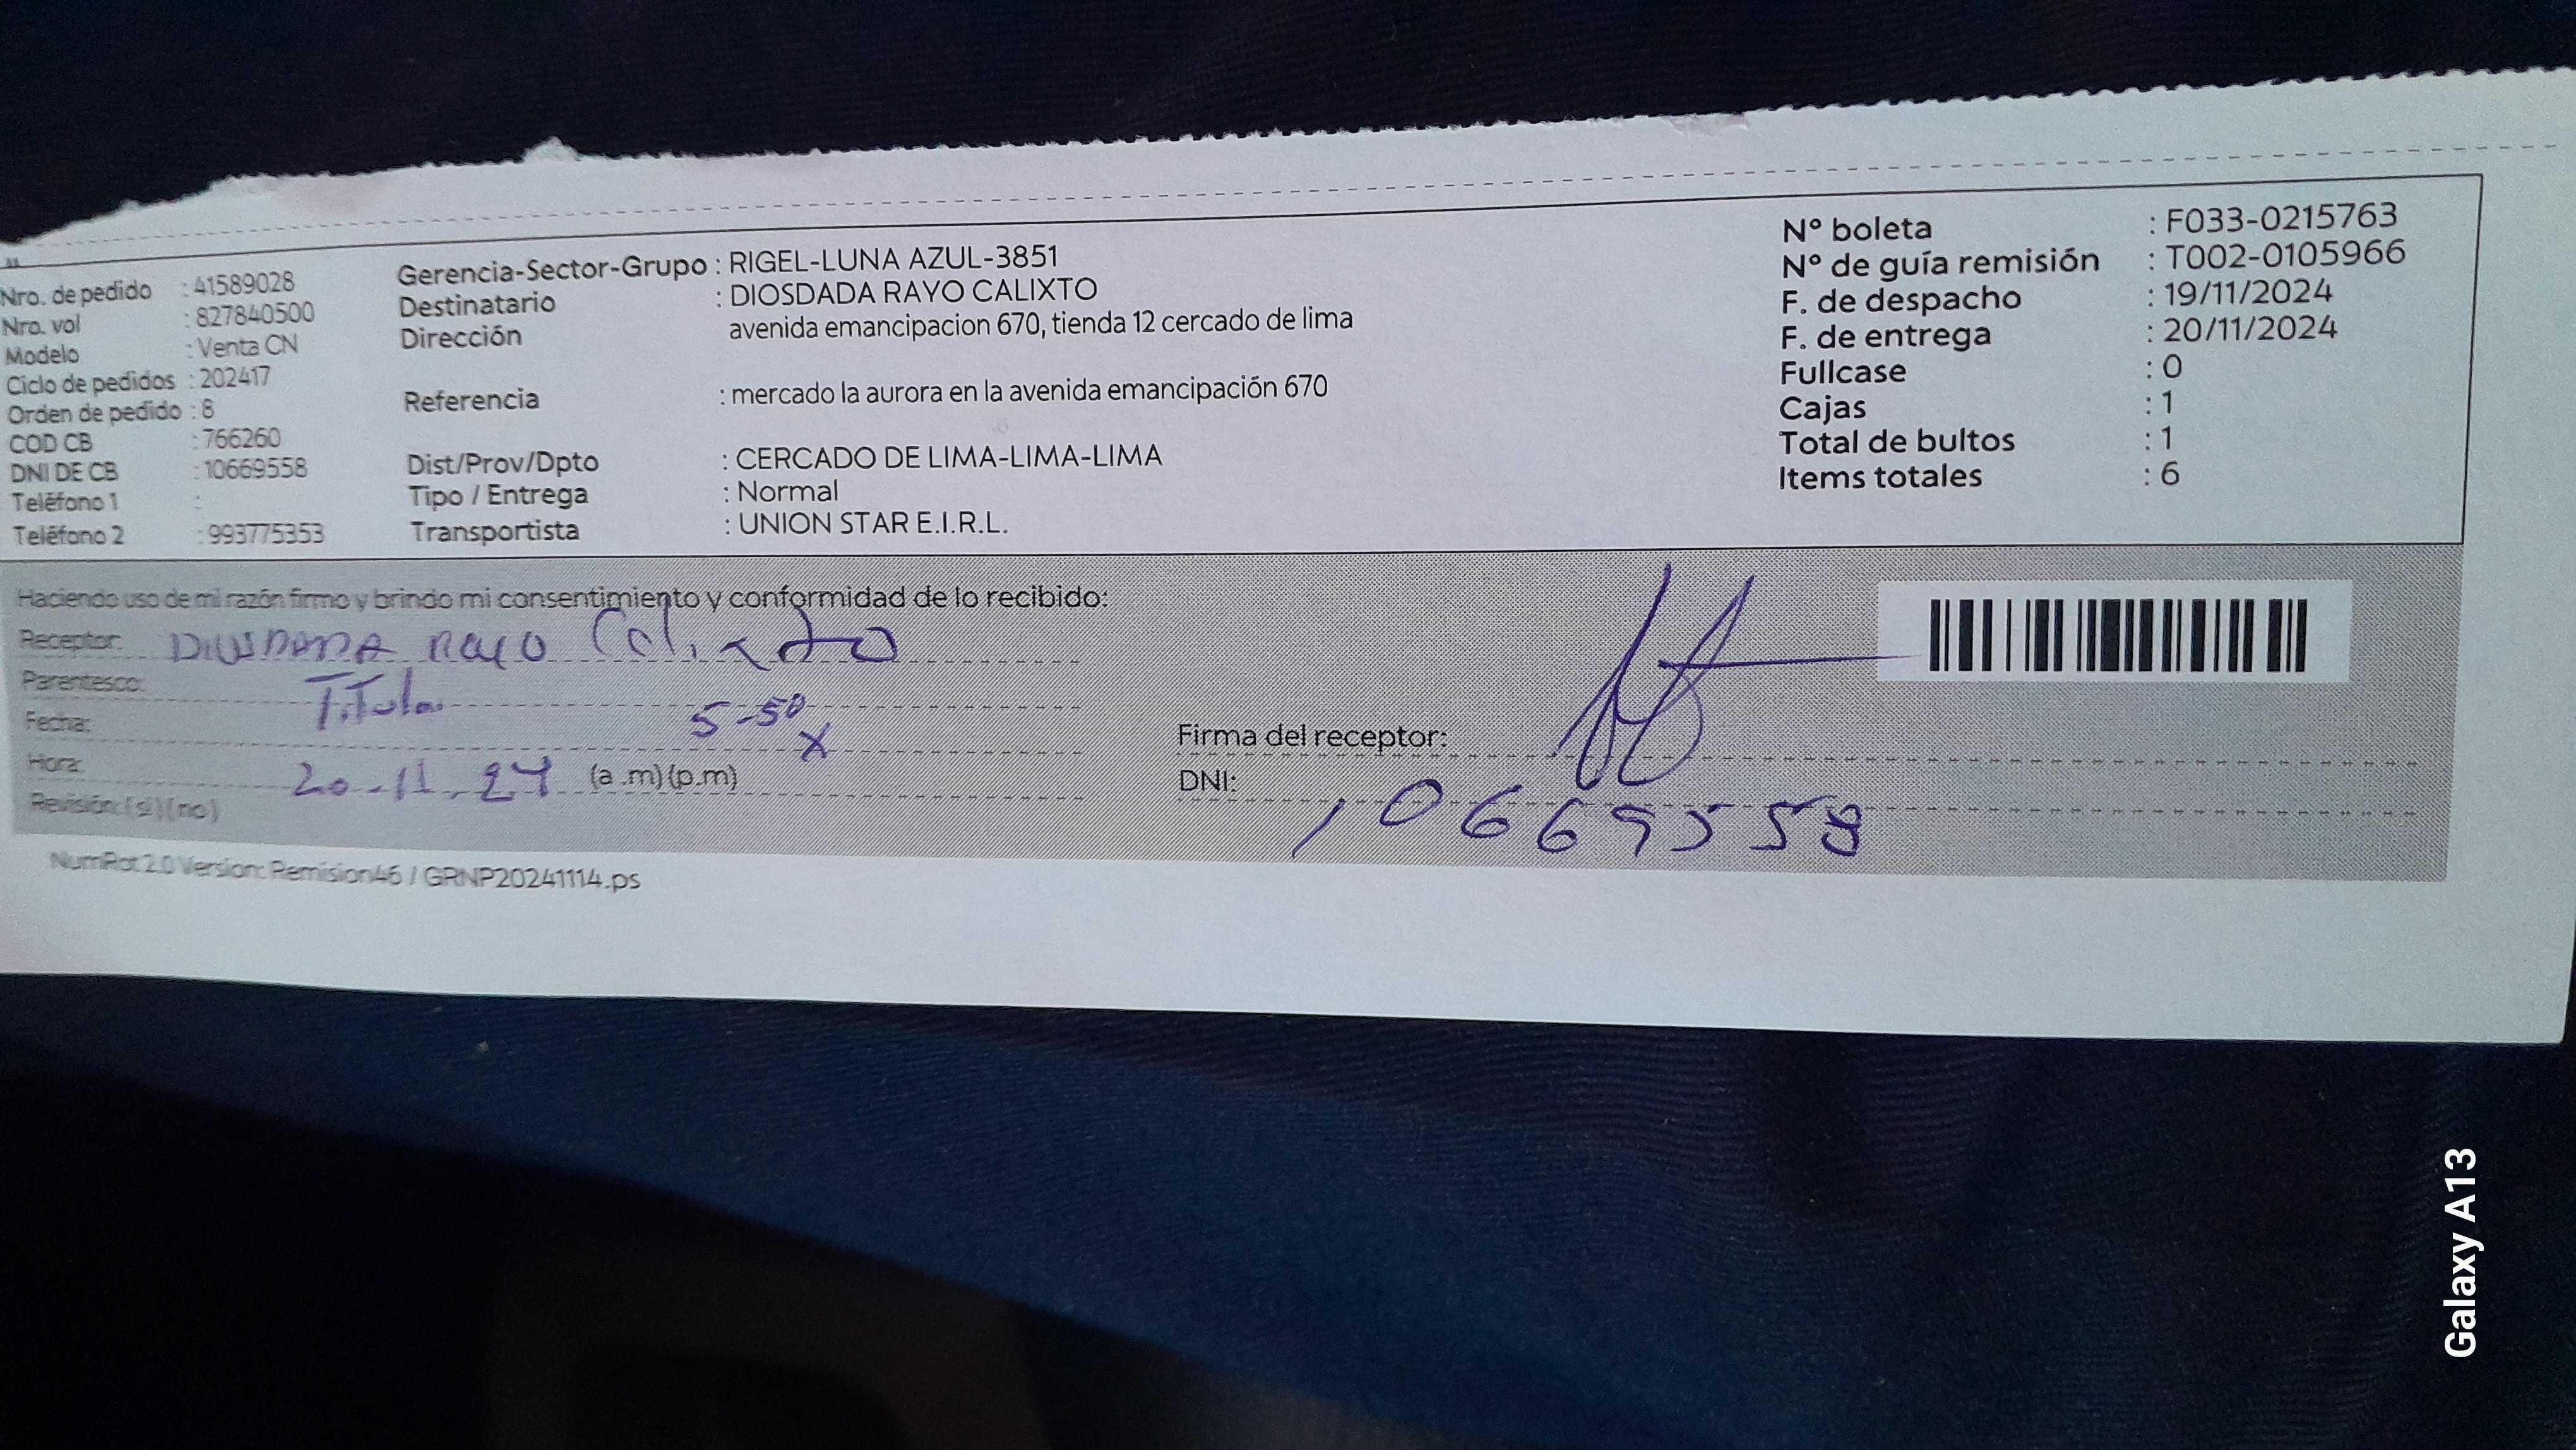 Nro. de pedido : 41589028
Nro. vol : 827840500
Modelo : Venta CN
Ciclo de pedidos : 202417
Orden de pedido : 8
COD CB : 766260
DNI DE CB : 10669558
Teléfono 1 :
Teléfono 2 : 993775353
Gerencia-Sector-Grupo : RIGEL-LUNA AZUL-3851
Destinatario : DIOSDADA RAYO CALIXTO
Dirección avenida emancipacion 670, tienda 12 cercado de lima
Referencia : mercado la aurora en la avenida emancipación 670
Dist/Prov/Dpto : CERCADO DE LIMA-LIMA-LIMA
Tipo / Entrega : Normal
Transportista : UNION STAR E.I.R.L.
Nº boleta : F033-0215763
Nº de guía remisión : T002-0105966
F. de despacho : 19/11/2024
F. de entrega : 20/11/2024
Fullcase : 0
Cajas : 1
Total de bultos : 1
Items totales : 6
Haciendo uso de mi razón firmo y brindo mi consentimiento y conformidad de lo recibido:
Receptor: Rayo Calixto
Parentesco: Titular
Fecha: 5-50 x
Hora: 20-11-24 (a.m)(p.m)
Revisión:(si)(no)
Firma del receptor:
DNI: 10669558
NumRot 2.0 Version: Remision46 / GRNP20241114.ps
Galaxy A13